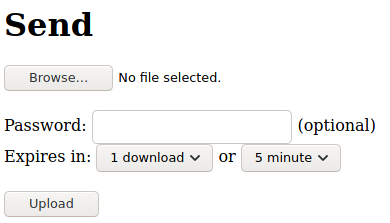 Send
Browse... No file selected.
Password: (optional)
Expires in: 1 download or 5 minute
Upload